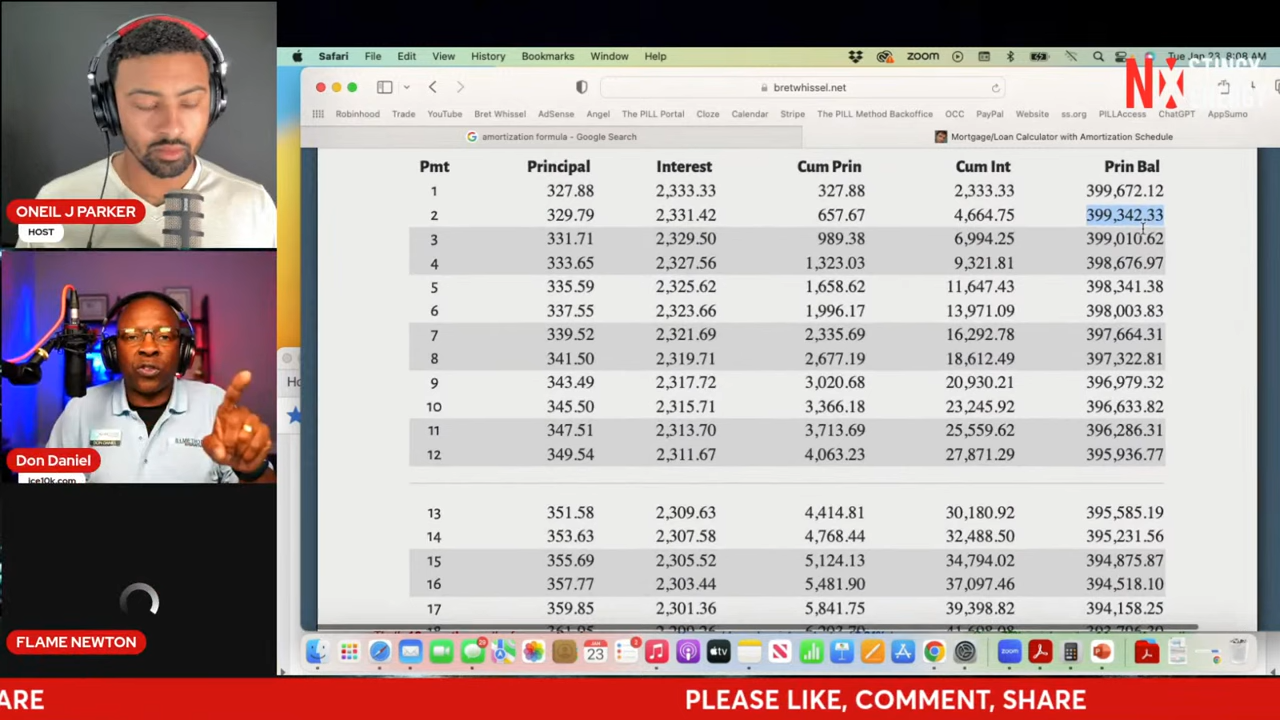 Safari File Edit View History Bookmarks Window Help zoom Tue Jan 23 8:08 AM
NX
bretwhissel.net
Robinhood Trade YouTube Bret Whissel AdSense Angel The PILL Portal Cloze Calendar Stripe The PILL Method Backoffice OCC PayPal Website ss.org PILLAccess ChatGPT AppSumo
amortization formula - Google Search Mortgage/Loan Calculator with Amortization Schedule
Pmt Principal Interest Cum Prin Cum Int Prin Bal
1 327.88 2,333.33 327.88 2,333.33 399,672.12
2 329.79 2,331.42 657.67 4,664.75 399,342.33
3 331.71 2,329.50 989.38 6,994.25 399,010.62
4 333.65 2,327.56 1,323.03 9,321.81 398,676.97
5 335.59 2,325.62 1,658.62 11,647.43 398,341.38
6 337.55 2,323.66 1,996.17 13,971.09 398,003.83
7 339.52 2,321.69 2,335.69 16,292.78 397,664.31
8 341.50 2,319.71 2,677.19 18,612.49 397,322.81
9 343.49 2,317.72 3,020.68 20,930.21 396,979.32
10 345.50 2,315.71 3,366.18 23,245.92 396,633.82
11 347.51 2,313.70 3,713.69 25,559.62 396,286.31
12 349.54 2,311.67 4,063.23 27,871.29 395,936.77
13 351.58 2,309.63 4,414.81 30,180.92 395,585.19
14 353.63 2,307.58 4,768.44 32,488.50 395,231.56
15 355.69 2,305.52 5,124.13 34,794.02 394,875.87
16 357.77 2,303.44 5,481.90 37,097.46 394,518.10
17 359.85 2,301.36 5,841.75 39,398.82 394,158.25
ONEIL J PARKER
HOST
Don Daniel
ice10k.com
FLAME NEWTON
ARE PLEASE LIKE, COMMENT, SHARE